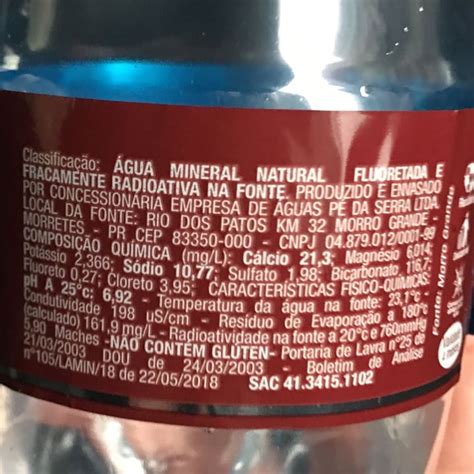 Classificação: ÁGUA MINERAL NATURAL FLUORETADA E
FRACAMENTE RADIOATIVA NA FONTE. PRODUZIDO E ENVASADO
POR CONCESSIONÁRIA EMPRESA DE ÁGUAS PÉ DA SERRA LTDA.
LOCAL DA FONTE: RIO DOS PATOS KM 32 MORRO GRANDE -
MORRETES - PR CEP 83350-000 - CNPJ 04.879.012/0001-99
COMPOSIÇÃO QUÍMICA (mg/L): Cálcio 21,3; Magnésio 6,014;
Potássio 2,366; Sódio 10,77; Sulfato 1,98; Bicarbonato 116,7;
Fluoreto 0,27; Cloreto 3,95; CARACTERÍSTICAS FÍSICO-QUÍMICAS:
pH A 25°c: 6,92 - Temperatura da água na fonte: 23,1°C -
Condutividade 198 uS/cm - Resíduo de Evaporação a 180°c
(calculado) 161,9 mg/L - Radioatividade na fonte a 20°c e 760mmHg
5,90 Maches -NÃO CONTÉM GLÚTEN- Portaria de Lavra n°25 de
21/03/2003 DOU de 24/03/2003 - Boletim de Análise
n°105/LAMIN/18 de 22/05/2018 SAC 41.3415.1102
Fonte: Morro Grande